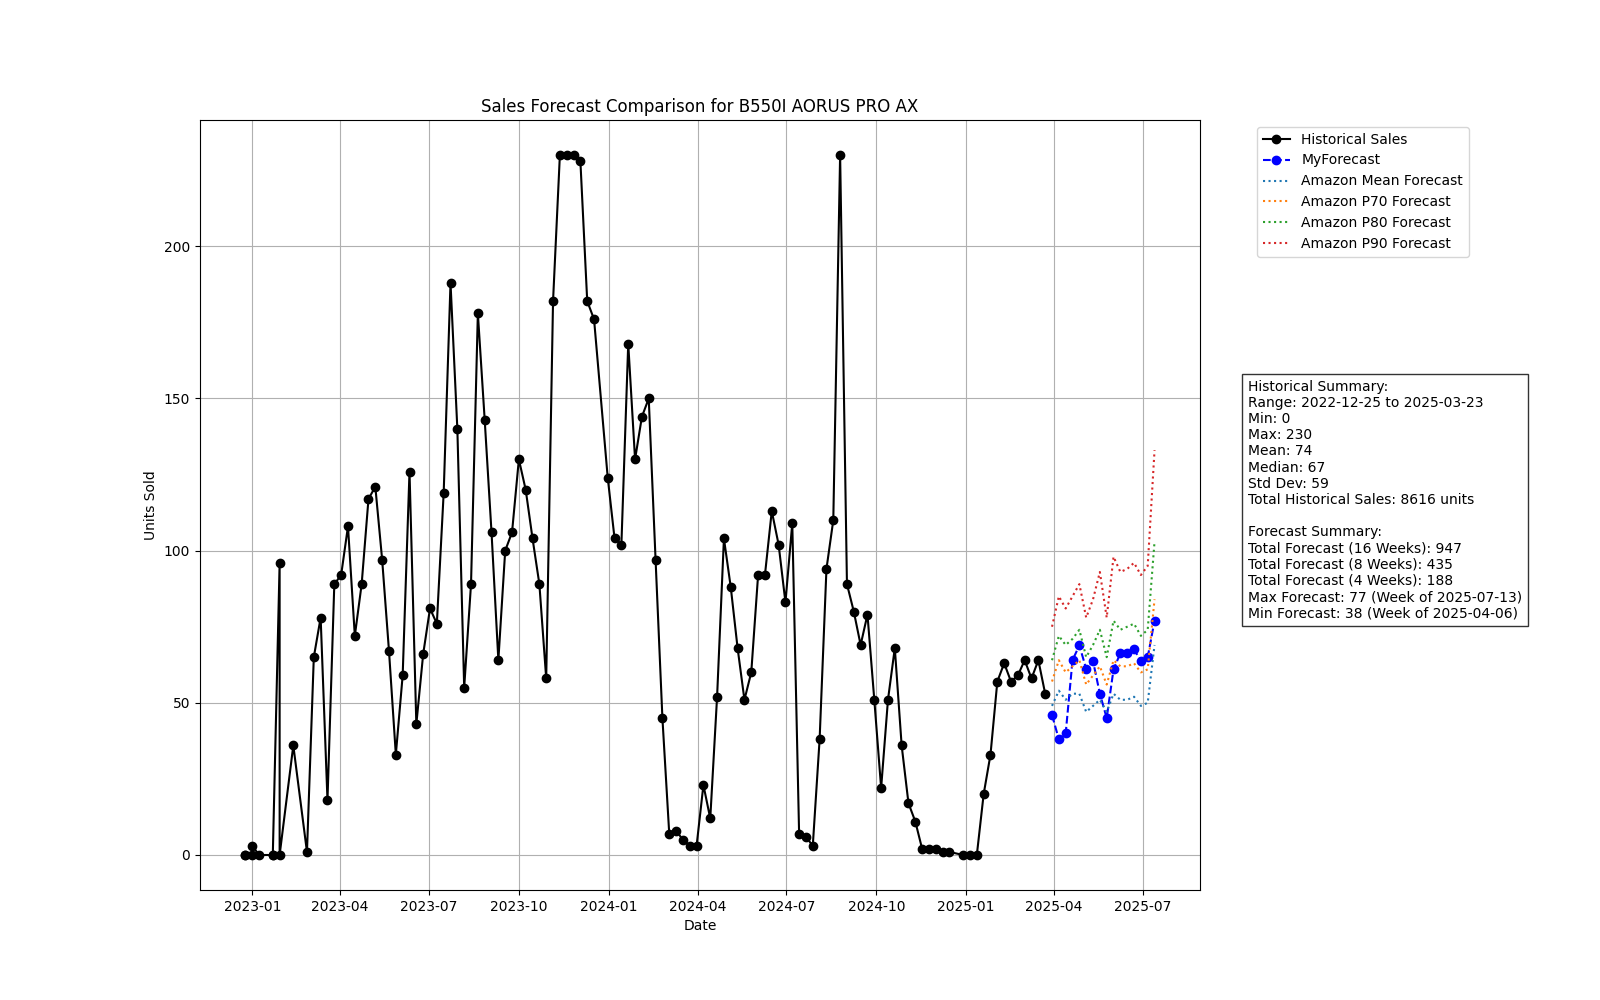 Sales Forecast Comparison for B550I AORUS PRO AX
Units Sold
200
150
100
50
0
2023-01
2023-04
2023-07
2023-10
2024-01
2024-04
2024-07
2024-10
2025-01
2025-04
2025-07
Date
Historical Sales
MyForecast
Amazon Mean Forecast
Amazon P70 Forecast
Amazon P80 Forecast
Amazon P90 Forecast
Historical Summary:
Range: 2022-12-25 to 2025-03-23
Min: 0
Max: 230
Mean: 74
Median: 67
Std Dev: 59
Total Historical Sales: 8616 units
Forecast Summary:
Total Forecast (16 Weeks): 947
Total Forecast (8 Weeks): 435
Total Forecast (4 Weeks): 188
Max Forecast: 77 (Week of 2025-07-13)
Min Forecast: 38 (Week of 2025-04-06)